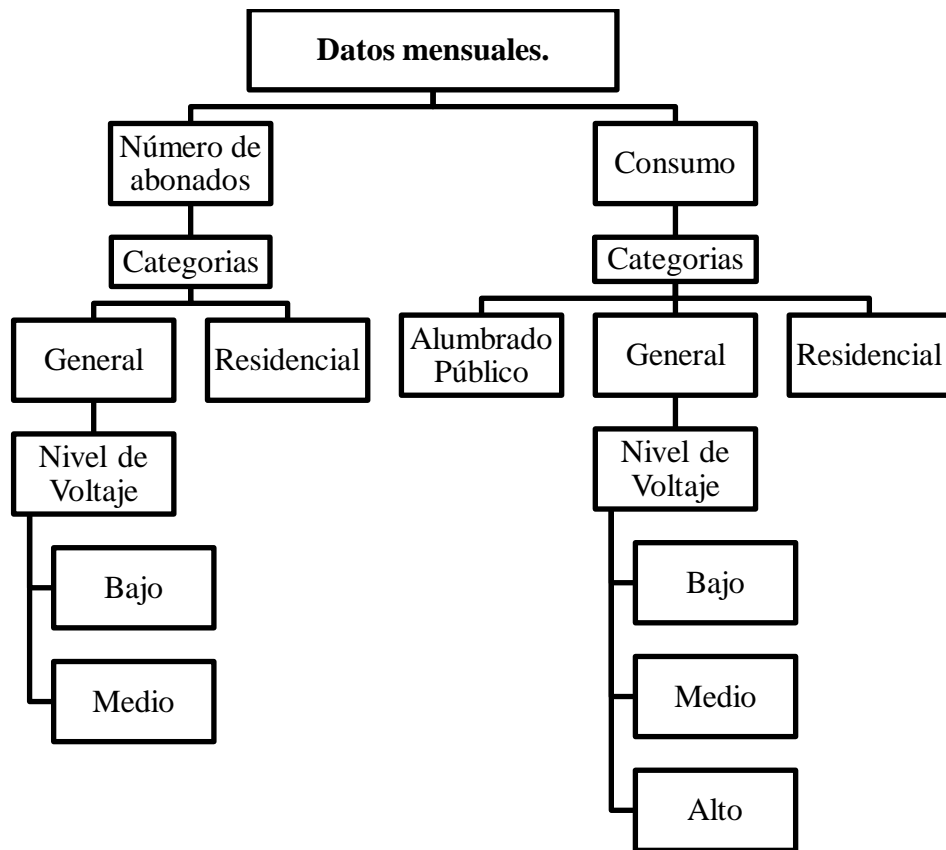 Datos mensuales.
Número de
abonados
Categorias
General
Residencial
Nivel de
Voltaje
Bajo
Medio
Consumo
Categorias
Alumbrado
Público
General
Residencial
Nivel de
Voltaje
Bajo
Medio
Alto